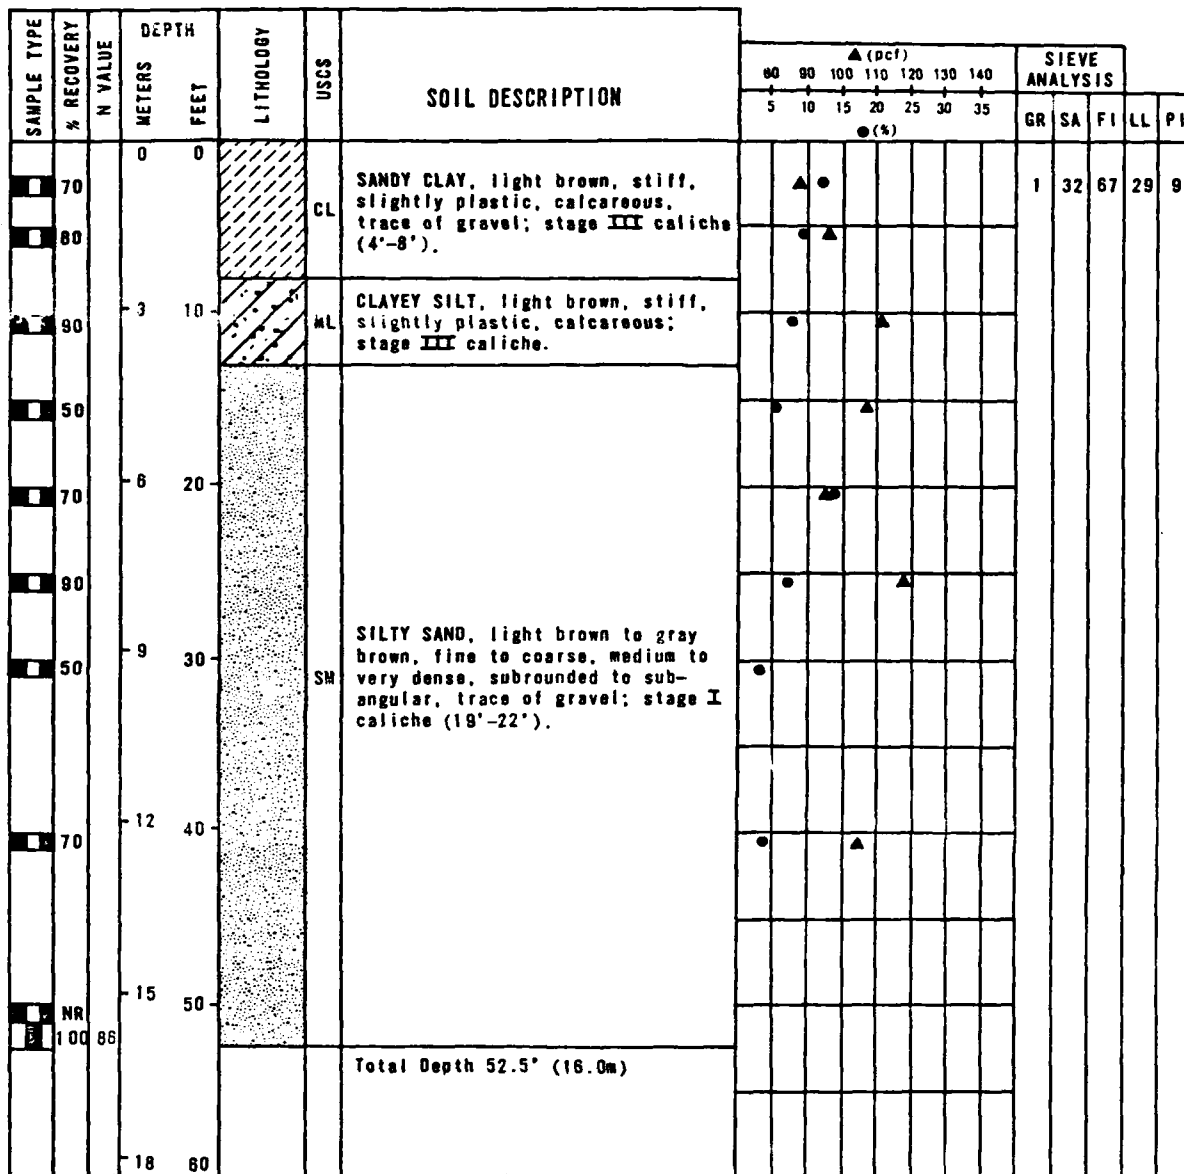 SAMPLE TYPE
% RECOVERY
N VALUE
DEPTH
METERS
FEET
LITHOLOGY
USCS
SOIL DESCRIPTION
▲ (pcf)
80 90 100 110 120 130 140
5 10 15 20 25 30 35
● (%)
SIEVE
ANALYSIS
GR SA FI LL PI
0 0
70
CL
SANDY CLAY, light brown, stiff,
slightly plastic, calcareous,
trace of gravel; stage III caliche
(4'-8').
1 32 67 29 9
80
3 10
90
ML
CLAYEY SILT, light brown, stiff,
slightly plastic, calcareous;
stage III caliche.
50
6 20
70
90
9 30
50
SM
SILTY SAND, light brown to gray
brown, fine to coarse, medium to
very dense, subrounded to sub-
angular, trace of gravel; stage I
caliche (19'-22').
12 40
70
15 50
NR
100 86
Total Depth 52.5' (16.0m)
18 60